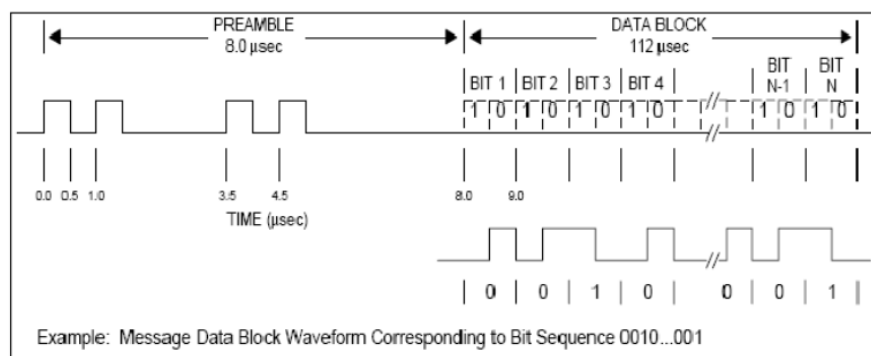 PREAMBLE DATA BLOCK
8.0 µsec 112 µsec
BIT BIT
BIT 1 BIT 2 BIT 3 BIT 4 N-1 N
1 0 1 0 1 0 1 0 1 0 1 0
0.0 0.5 1.0 3.5 4.5 8.0 9.0
TIME (µsec)
0 0 1 0 0 0 1
Example: Message Data Block Waveform Corresponding to Bit Sequence 0010...001